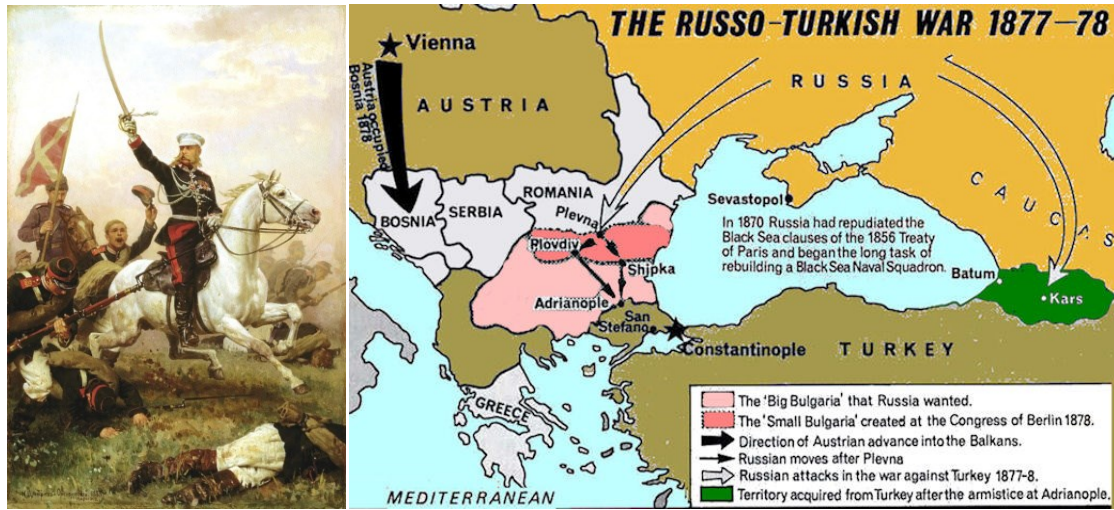 THE RUSSO-TURKISH WAR 1877-78
Vienna
RUSSIA
AUSTRIA
Austria occupied
Bosnia 1878
ROMANIA
BOSNIA
SERBIA
Plevna
Sevastopol
CAUCAS
In 1870 Russia had repudiated the
Black Sea clauses of the 1856 Treaty
of Paris and began the long task of
rebuilding a Black Sea Naval Squadron.
Plovdiv
Shipka
Batum
Kars
Adrianople
San
Stefano
Constantinople
TURKEY
GREECE
MEDITERRANEAN
The 'Big Bulgaria' that Russia wanted.
The 'Small Bulgaria' created at the Congress of Berlin 1878.
Direction of Austrian advance into the Balkans.
Russian moves after Plevna
Russian attacks in the war against Turkey 1877-8.
Territory acquired from Turkey after the armistice at Adrianople.